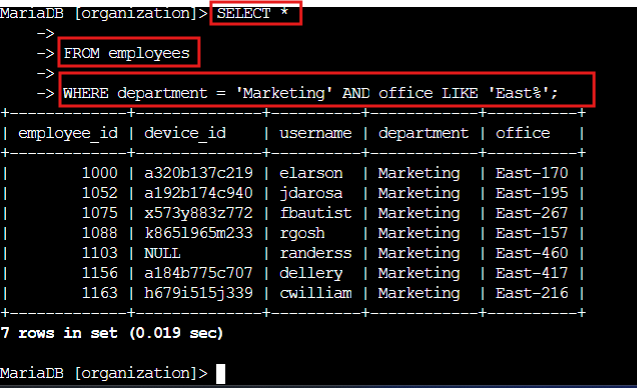 MariaDB [organization]> SELECT *
    ->
    -> FROM employees
    ->
    -> WHERE department = 'Marketing' AND office LIKE 'East%';
+-------------+--------------+----------+------------+----------+
| employee_id | device_id    | username | department | office   |
+-------------+--------------+----------+------------+----------+
|        1000 | a320b137c219 | elarson  | Marketing  | East-170 |
|        1052 | a192b174c940 | jdarosa  | Marketing  | East-195 |
|        1075 | x573y883z772 | fbautist | Marketing  | East-267 |
|        1088 | k865l965m233 | rgosh    | Marketing  | East-157 |
|        1103 | NULL         | randerss | Marketing  | East-460 |
|        1156 | a184b775c707 | dellery  | Marketing  | East-417 |
|        1163 | h679i515j339 | cwilliam | Marketing  | East-216 |
+-------------+--------------+----------+------------+----------+
7 rows in set (0.019 sec)
MariaDB [organization]>